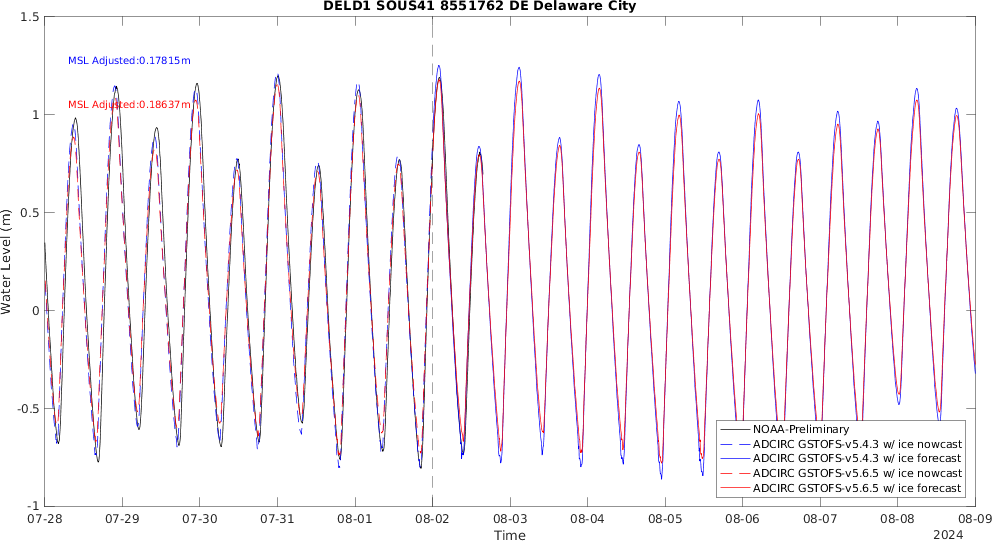 DELD1 SOUS41 8551762 DE Delaware City
1.5
1
0.5
0
-0.5
-1
Water Level (m)
MSL Adjusted:0.17815m
MSL Adjusted:0.18637m
NOAA-Preliminary
ADCIRC GSTOFS-v5.4.3 w/ ice nowcast
ADCIRC GSTOFS-v5.4.3 w/ ice forecast
ADCIRC GSTOFS-v5.6.5 w/ ice nowcast
ADCIRC GSTOFS-v5.6.5 w/ ice forecast
07-28 07-29 07-30 07-31 08-01 08-02 08-03 08-04 08-05 08-06 08-07 08-08 08-09
Time
2024